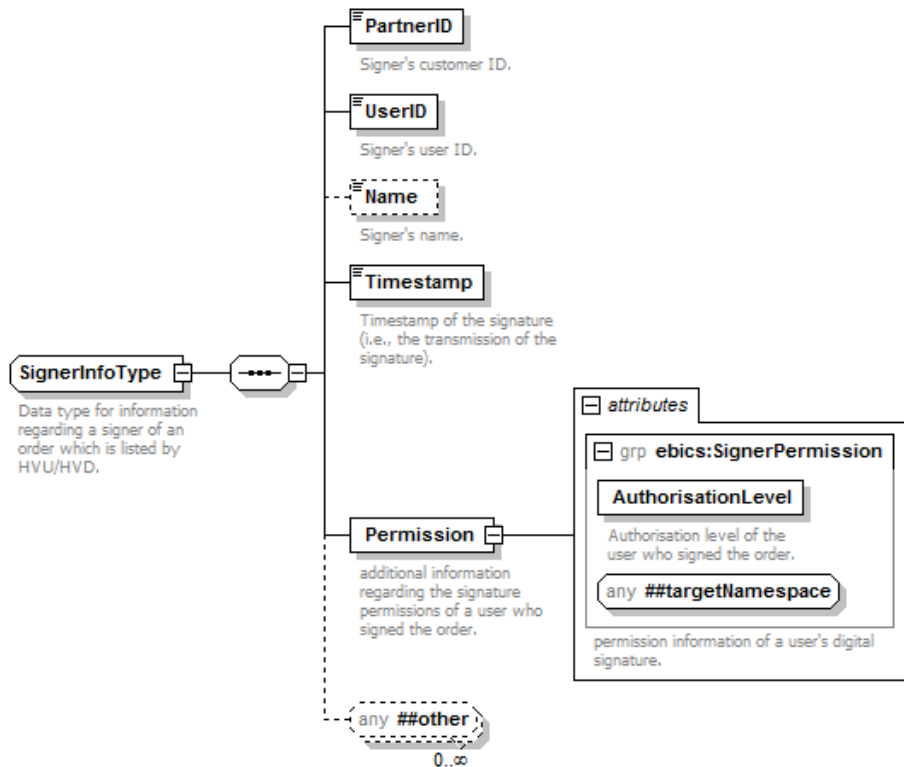 PartnerID
Signer's customer ID.
UserID
Signer's user ID.
Name
Signer's name.
Timestamp
Timestamp of the signature
(i.e., the transmission of the
signature).
SignerInfoType
Data type for information
regarding a signer of an
order which is listed by
HVU/HVD.
attributes
grp ebics:SignerPermission
AuthorisationLevel
Authorisation level of the
user who signed the order.
any ##targetNamespace
permission information of a user's digital
signature.
Permission
additional information
regarding the signature
permissions of a user who
signed the order.
any ##other
0..∞